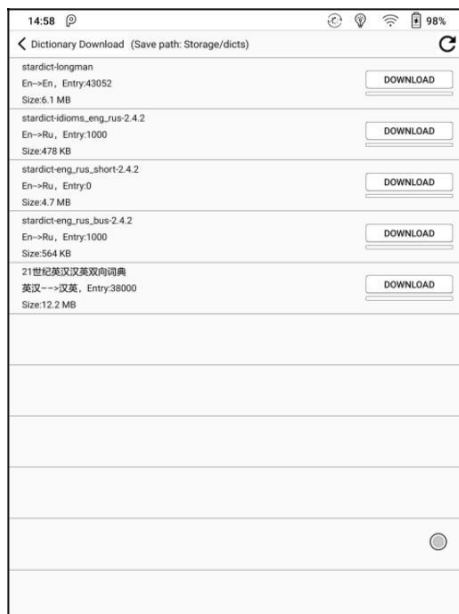 14:58
98%
Dictionary Download (Save path: Storage/dicts)
stardict-longman
En-->En, Entry:43052
Size:6.1 MB
DOWNLOAD
stardict-idioms_eng_rus-2.4.2
En-->Ru, Entry:1000
Size:478 KB
DOWNLOAD
stardict-eng_rus_short-2.4.2
En-->Ru, Entry:0
Size:4.7 MB
DOWNLOAD
stardict-eng_rus_bus-2.4.2
En-->Ru, Entry:1000
Size:564 KB
DOWNLOAD
21世纪英汉汉英双向词典
英汉-->汉英, Entry:38000
Size:12.2 MB
DOWNLOAD